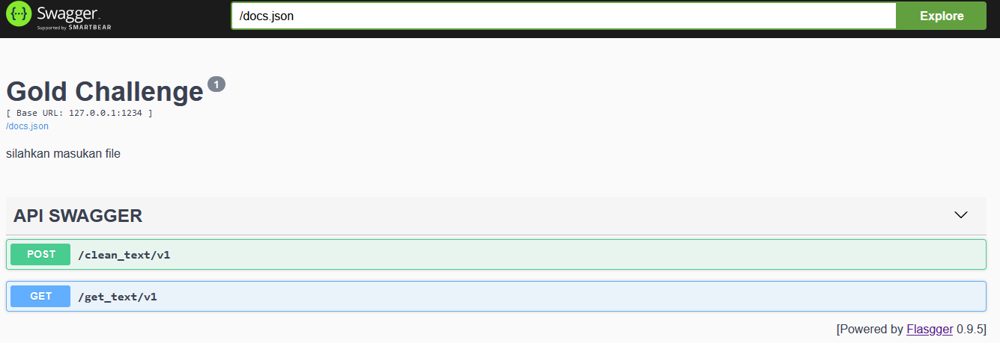 Swagger.
Supported by SMARTBEAR
/docs.json
Explore
Gold Challenge 1
[ Base URL: 127.0.0.1:1234 ]
/docs.json
silahkan masukan file
API SWAGGER
POST /clean_text/v1
GET /get_text/v1
[Powered by Flasgger 0.9.5]